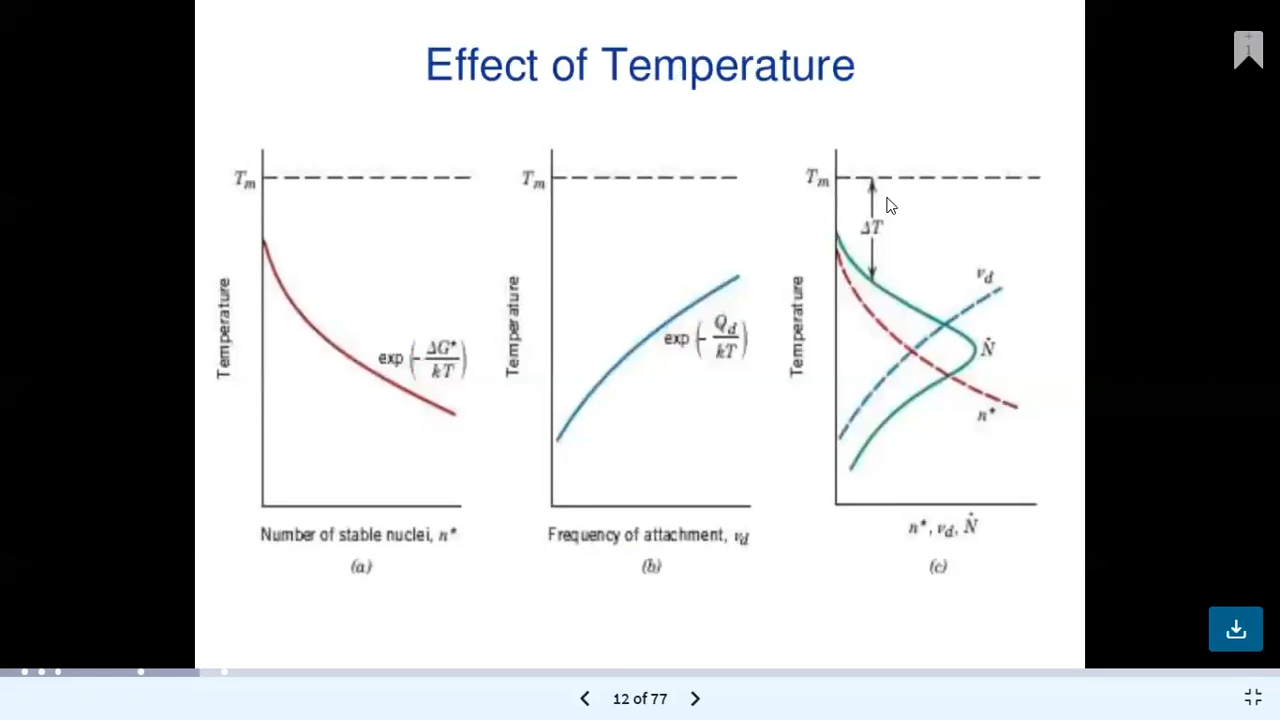 Effect of Temperature
+
1
Tm
Temperature
exp (- ΔG* / kT)
Number of stable nuclei, n*
(a)
Tm
Temperature
exp (- Qd / kT)
Frequency of attachment, νd
(b)
Tm
ΔT
νd
Temperature
Ṅ
n*
n*, νd, Ṅ
(c)
12 of 77